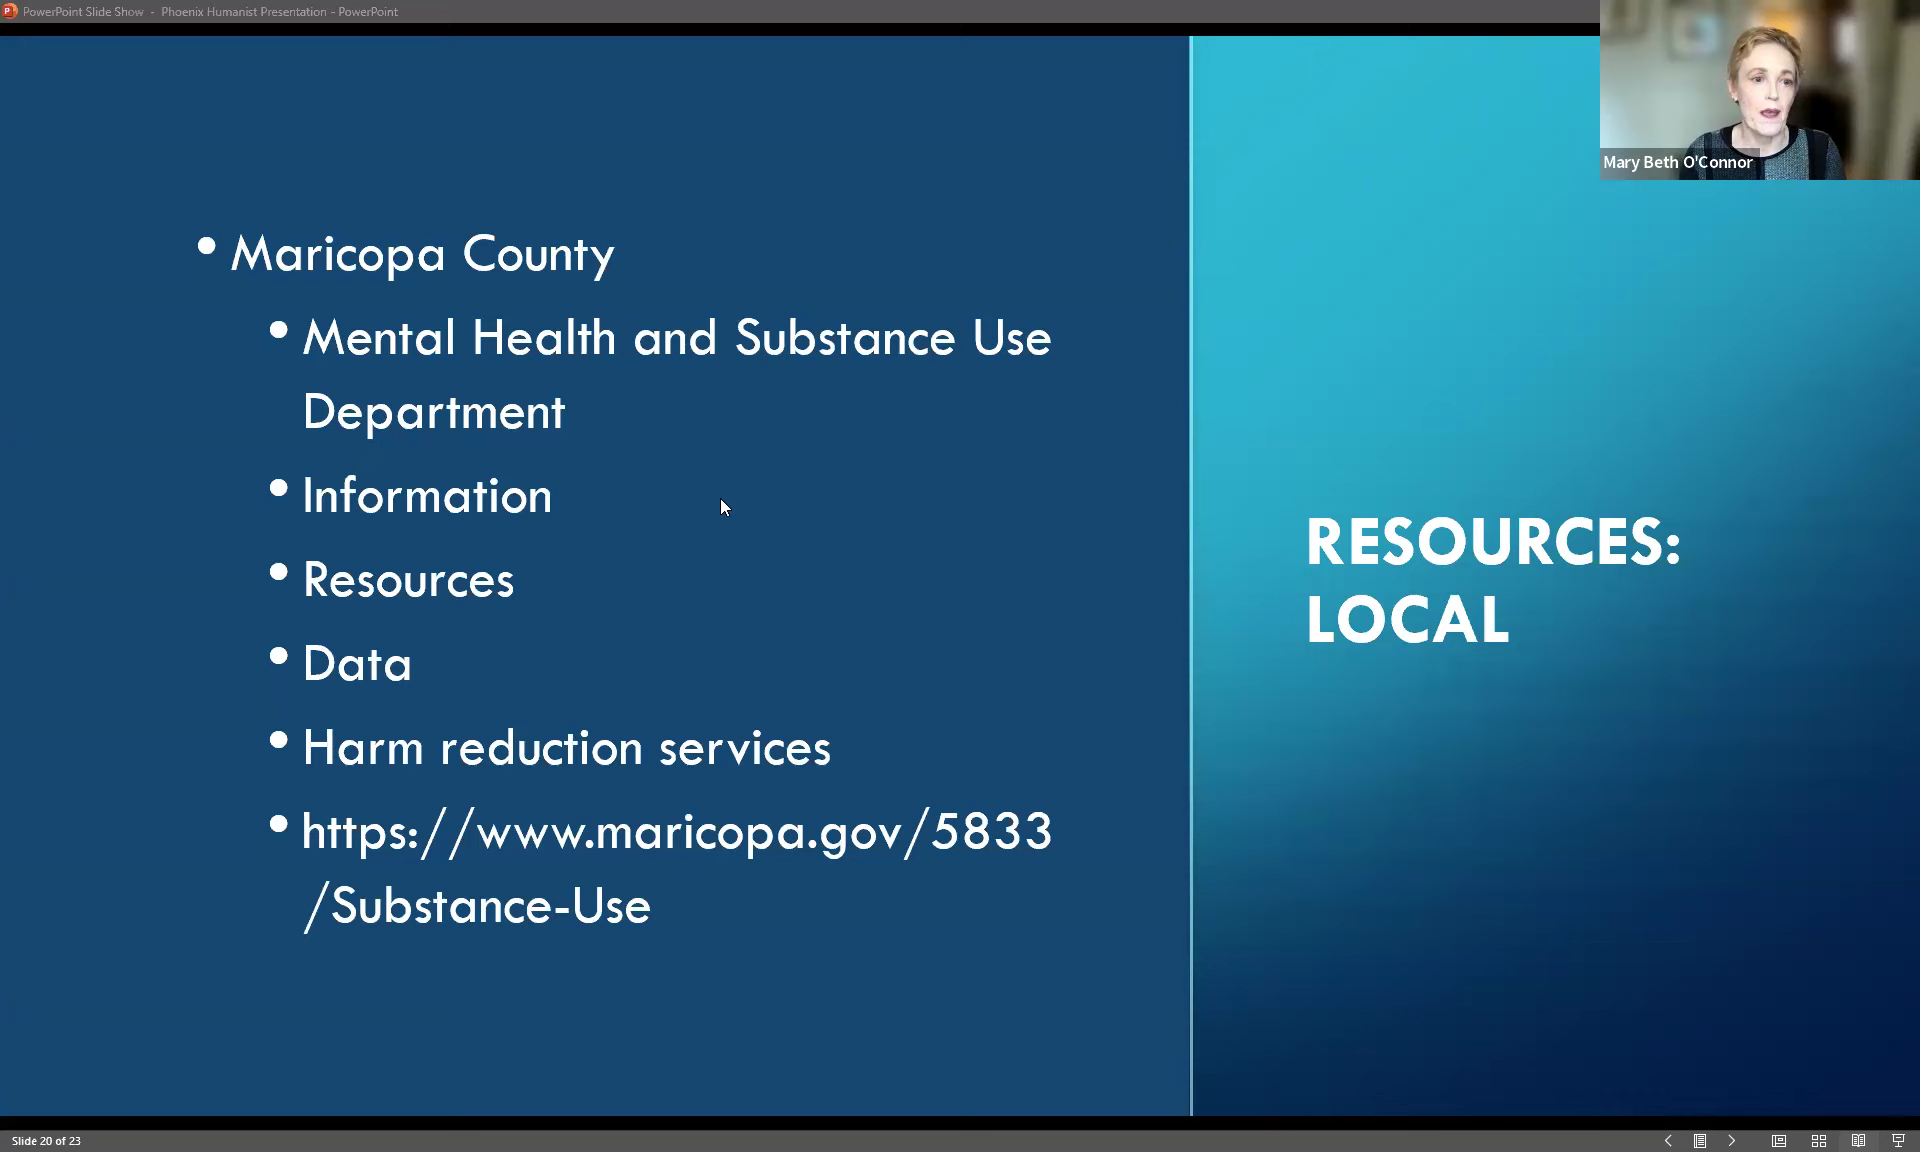 PowerPoint Slide Show - Phoenix Humanist Presentation - PowerPoint
Mary Beth O'Connor
• Maricopa County
• Mental Health and Substance Use
Department
• Information
• Resources
• Data
• Harm reduction services
• https://www.maricopa.gov/5833
/Substance-Use
RESOURCES:
LOCAL
Slide 20 of 23